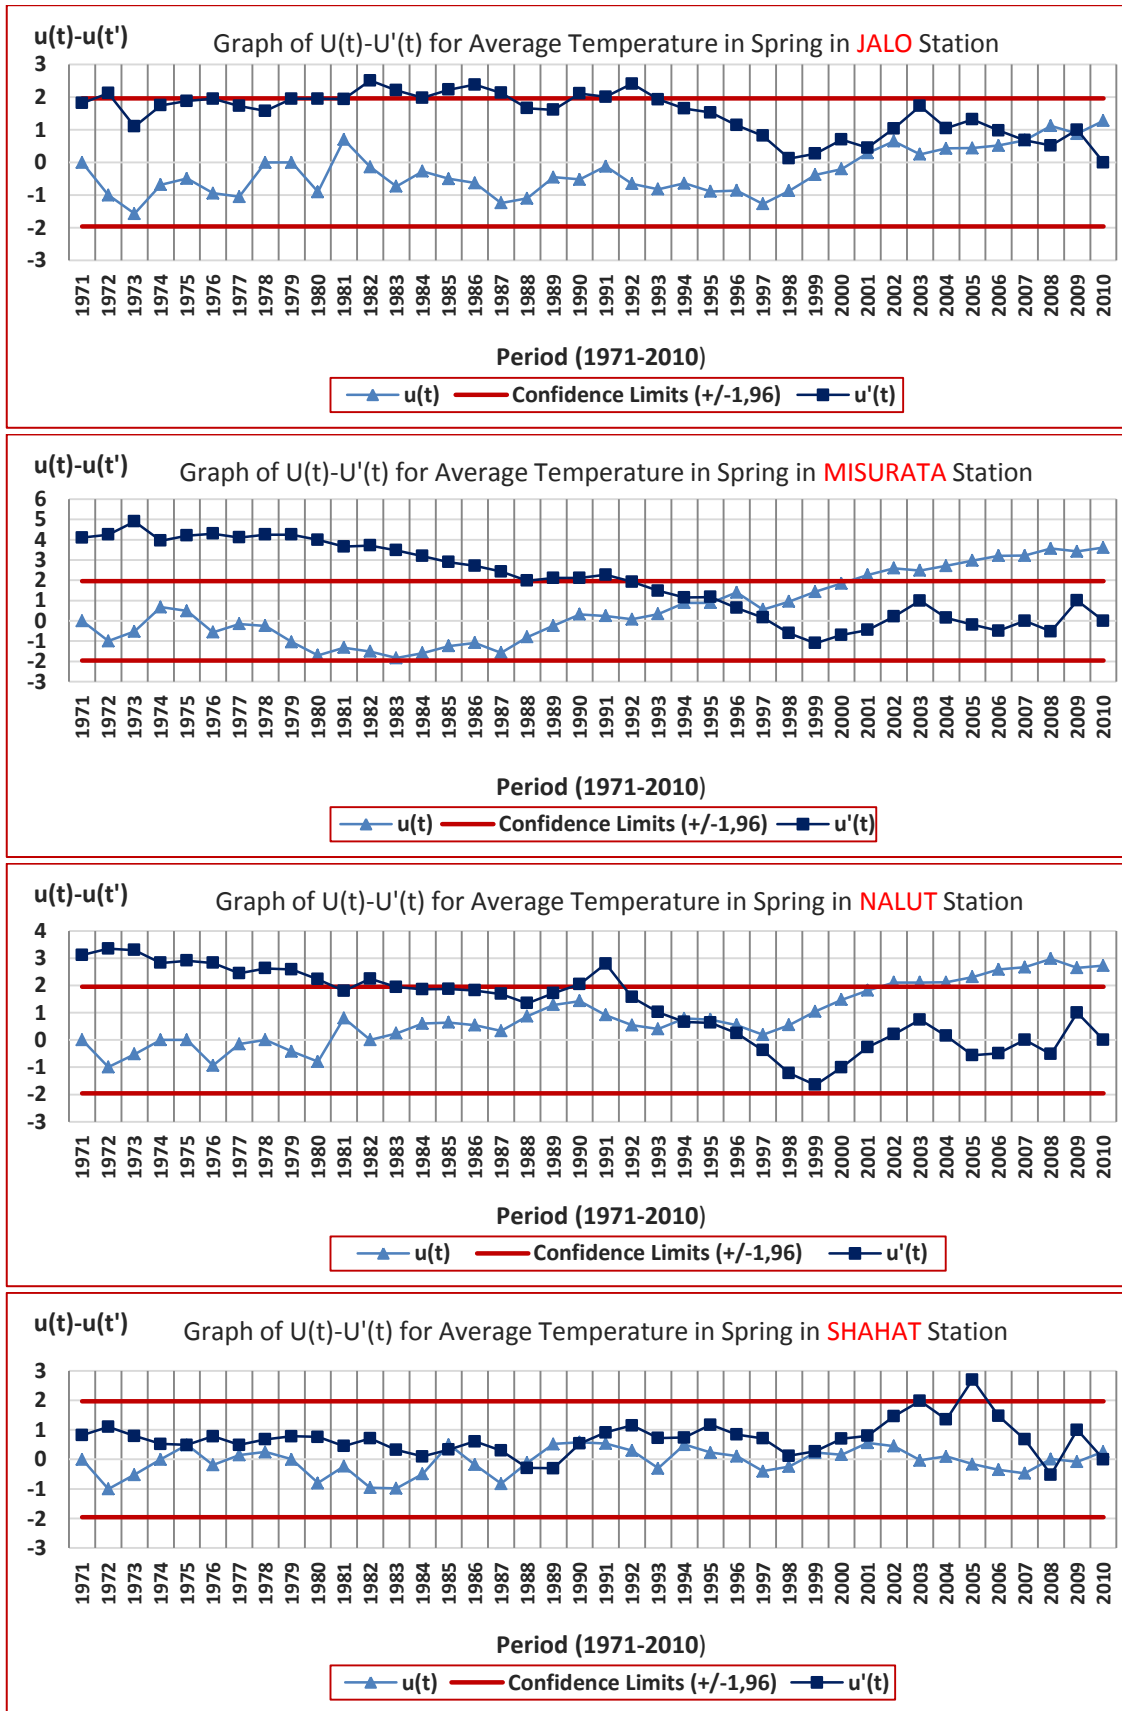 u(t)-u(t')
Graph of U(t)-U'(t) for Average Temperature in Spring in JALO Station
3
2
1
0
-1
-2
-3
1971 1972 1973 1974 1975 1976 1977 1978 1979 1980 1981 1982 1983 1984 1985 1986 1987 1988 1989 1990 1991 1992 1993 1994 1995 1996 1997 1998 1999 2000 2001 2002 2003 2004 2005 2006 2007 2008 2009 2010
Period (1971-2010)
u(t) Confidence Limits (+/-1,96) u'(t)
u(t)-u(t')
Graph of U(t)-U'(t) for Average Temperature in Spring in MISURATA Station
6
5
4
3
2
1
0
-1
-2
-3
1971 1972 1973 1974 1975 1976 1977 1978 1979 1980 1981 1982 1983 1984 1985 1986 1987 1988 1989 1990 1991 1992 1993 1994 1995 1996 1997 1998 1999 2000 2001 2002 2003 2004 2005 2006 2007 2008 2009 2010
Period (1971-2010)
u(t) Confidence Limits (+/-1,96) u'(t)
u(t)-u(t')
Graph of U(t)-U'(t) for Average Temperature in Spring in NALUT Station
4
3
2
1
0
-1
-2
-3
1971 1972 1973 1974 1975 1976 1977 1978 1979 1980 1981 1982 1983 1984 1985 1986 1987 1988 1989 1990 1991 1992 1993 1994 1995 1996 1997 1998 1999 2000 2001 2002 2003 2004 2005 2006 2007 2008 2009 2010
Period (1971-2010)
u(t) Confidence Limits (+/-1,96) u'(t)
u(t)-u(t')
Graph of U(t)-U'(t) for Average Temperature in Spring in SHAHAT Station
3
2
1
0
-1
-2
-3
1971 1972 1973 1974 1975 1976 1977 1978 1979 1980 1981 1982 1983 1984 1985 1986 1987 1988 1989 1990 1991 1992 1993 1994 1995 1996 1997 1998 1999 2000 2001 2002 2003 2004 2005 2006 2007 2008 2009 2010
Period (1971-2010)
u(t) Confidence Limits (+/-1,96) u'(t)